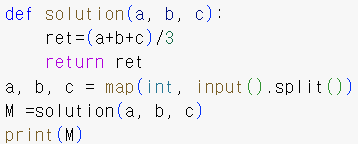 def solution(a, b, c):
    ret=(a+b+c)/3
    return ret
a, b, c = map(int, input().split())
M =solution(a, b, c)
print(M)